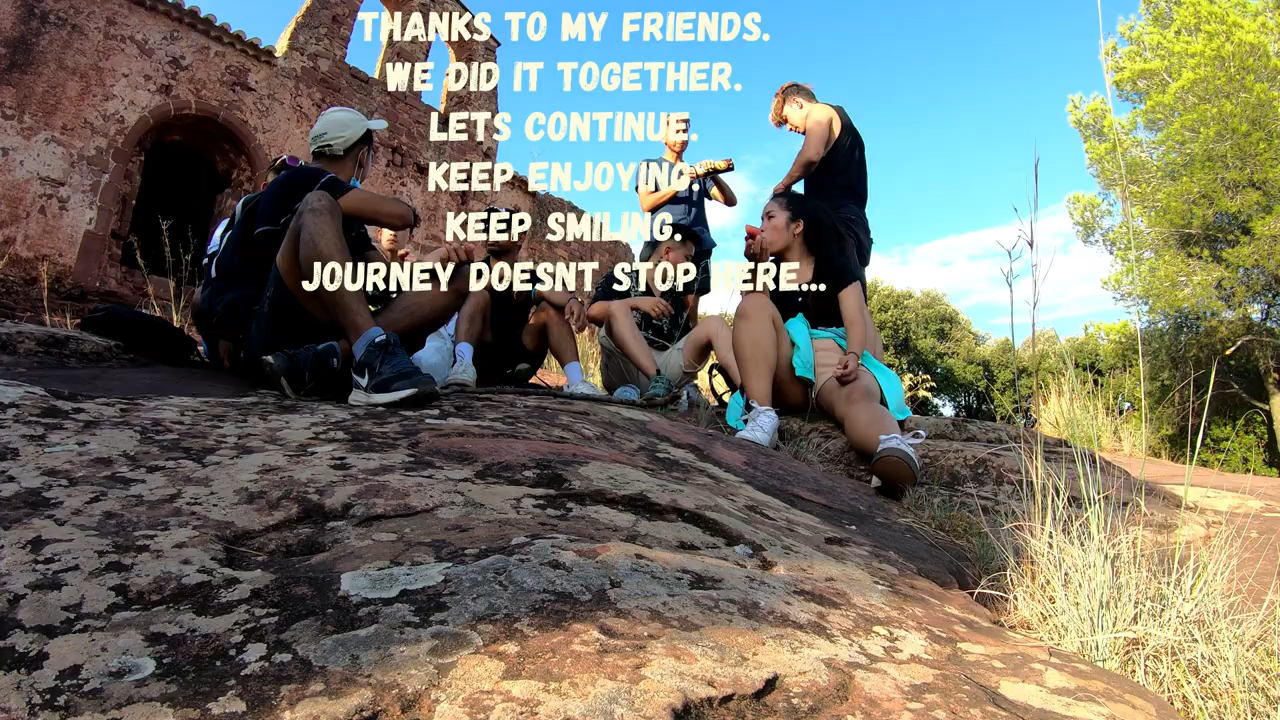 THANKS TO MY FRIENDS.
WE DID IT TOGETHER.
LETS CONTINUE.
KEEP ENJOYING.
KEEP SMILING.
JOURNEY DOESNT STOP HERE...